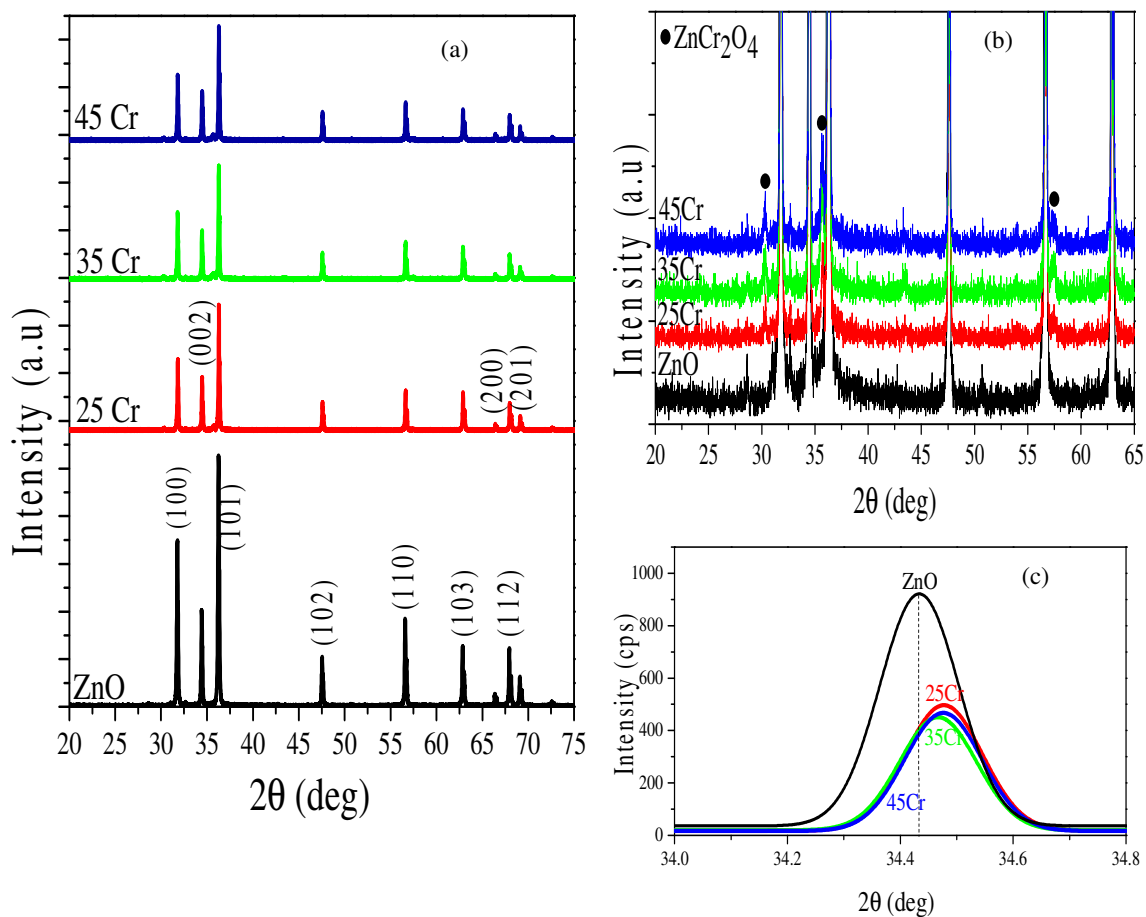 (a)
45 Cr
35 Cr
(002)
(200)
(201)
25 Cr
(100)
(101)
(102)
(110)
(103)
(112)
ZnO
Intensity (a.u)
20 25 30 35 40 45 50 55 60 65 70 75
2θ (deg)
ZnCr2O4
(b)
45Cr
35Cr
25Cr
ZnO
Intensity (a.u)
20 25 30 35 40 45 50 55 60 65
2θ (deg)
1000
800
600
400
200
0
ZnO
(c)
25Cr
35Cr
45Cr
Intensity (cps)
34.0 34.2 34.4 34.6 34.8
2θ (deg)